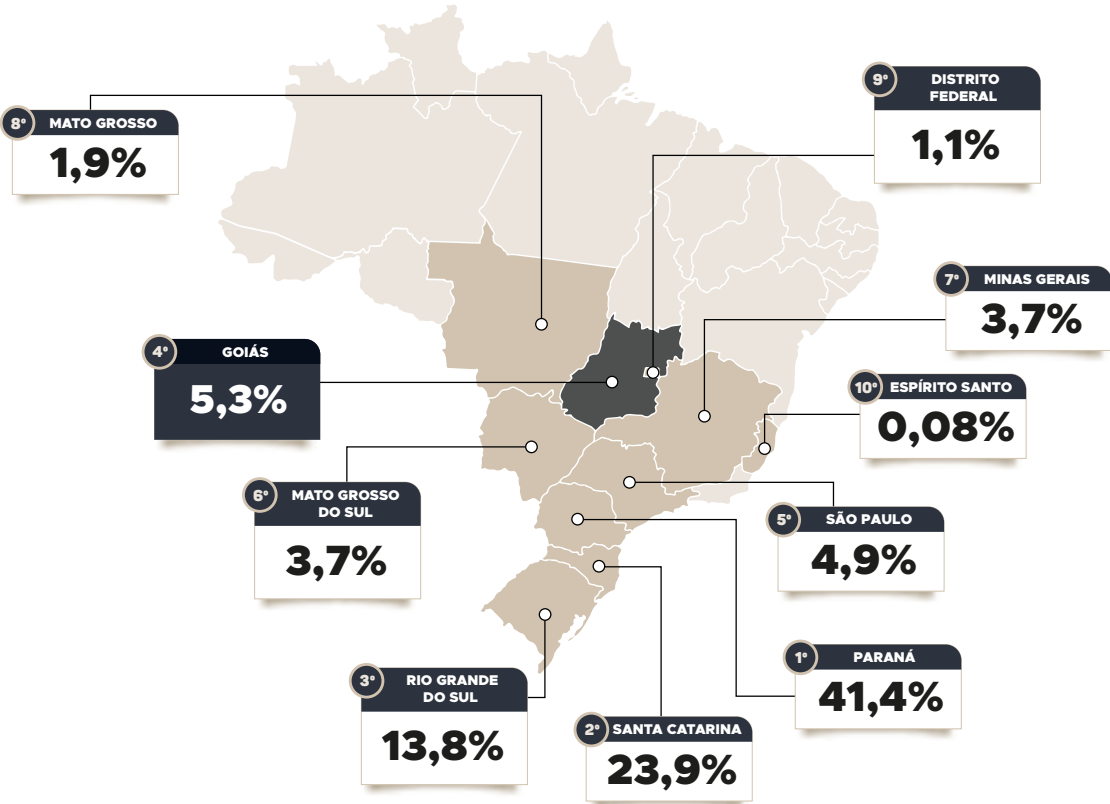 9º
DISTRITO
FEDERAL
1,1%
8º
MATO GROSSO
1,9%
7º
MINAS GERAIS
3,7%
4º
GOIÁS
5,3%
10º
ESPÍRITO SANTO
0,08%
6º
MATO GROSSO
DO SUL
3,7%
5º
SÃO PAULO
4,9%
1º
PARANÁ
41,4%
3º
RIO GRANDE
DO SUL
13,8%
2º
SANTA CATARINA
23,9%